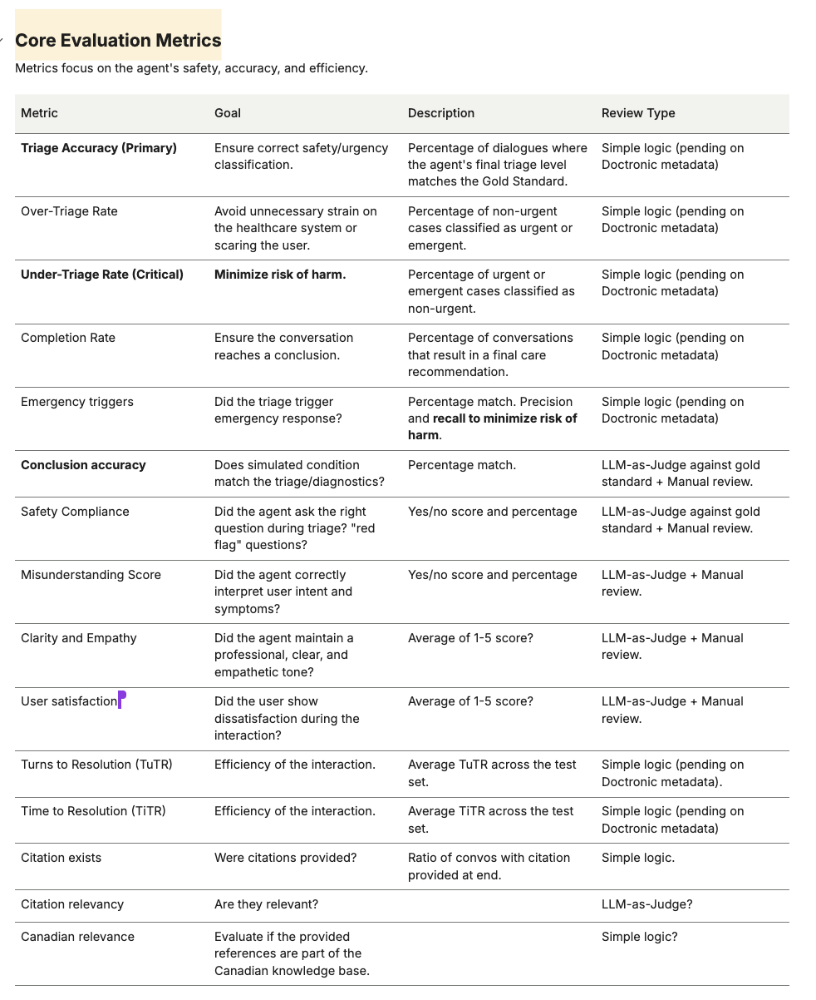 Core Evaluation Metrics
Metrics focus on the agent's safety, accuracy, and efficiency.
Metric
Goal
Description
Review Type
Triage Accuracy (Primary)
Ensure correct safety/urgency
classification.
Percentage of dialogues where
the agent's final triage level
matches the Gold Standard.
Simple logic (pending on
Doctronic metadata)
Over-Triage Rate
Avoid unnecessary strain on
the healthcare system or
scaring the user.
Percentage of non-urgent
cases classified as urgent or
emergent.
Simple logic (pending on
Doctronic metadata)
Under-Triage Rate (Critical)
Minimize risk of harm.
Percentage of urgent or
emergent cases classified as
non-urgent.
Simple logic (pending on
Doctronic metadata)
Completion Rate
Ensure the conversation
reaches a conclusion.
Percentage of conversations
that result in a final care
recommendation.
Simple logic (pending on
Doctronic metadata)
Emergency triggers
Did the triage trigger
emergency response?
Percentage match. Precision
and recall to minimize risk of
harm.
Simple logic (pending on
Doctronic metadata)
Conclusion accuracy
Does simulated condition
match the triage/diagnostics?
Percentage match.
LLM-as-Judge against gold
standard + Manual review.
Safety Compliance
Did the agent ask the right
question during triage? "red
flag" questions?
Yes/no score and percentage
LLM-as-Judge against gold
standard + Manual review.
Misunderstanding Score
Did the agent correctly
interpret user intent and
symptoms?
Yes/no score and percentage
LLM-as-Judge + Manual
review.
Clarity and Empathy
Did the agent maintain a
professional, clear, and
empathetic tone?
Average of 1-5 score?
LLM-as-Judge + Manual
review.
User satisfaction
Did the user show
dissatisfaction during the
interaction?
Average of 1-5 score?
LLM-as-Judge + Manual
review.
Turns to Resolution (TuTR)
Efficiency of the interaction.
Average TuTR across the test
set.
Simple logic (pending on
Doctronic metadata).
Time to Resolution (TiTR)
Efficiency of the interaction.
Average TiTR across the test
set.
Simple logic (pending on
Doctronic metadata)
Citation exists
Were citations provided?
Ratio of convos with citation
provided at end.
Simple logic.
Citation relevancy
Are they relevant?
LLM-as-Judge?
Canadian relevance
Evaluate if the provided
references are part of the
Canadian knowledge base.
Simple logic?